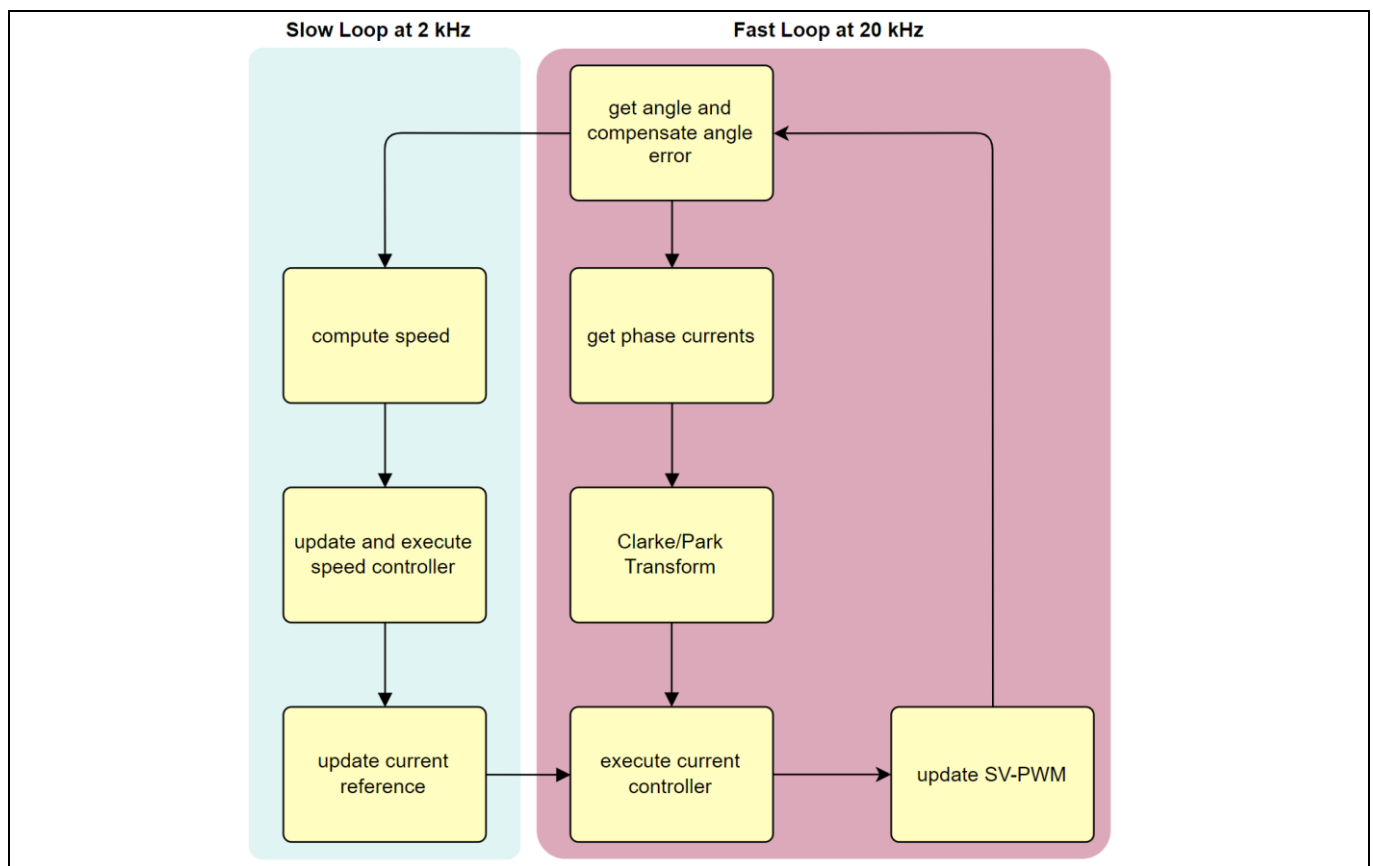 Slow Loop at 2 kHz
Fast Loop at 20 kHz
get angle and
compensate angle
error
compute speed
get phase currents
update and execute
speed controller
Clarke/Park
Transform
update current
reference
execute current
controller
update SV-PWM